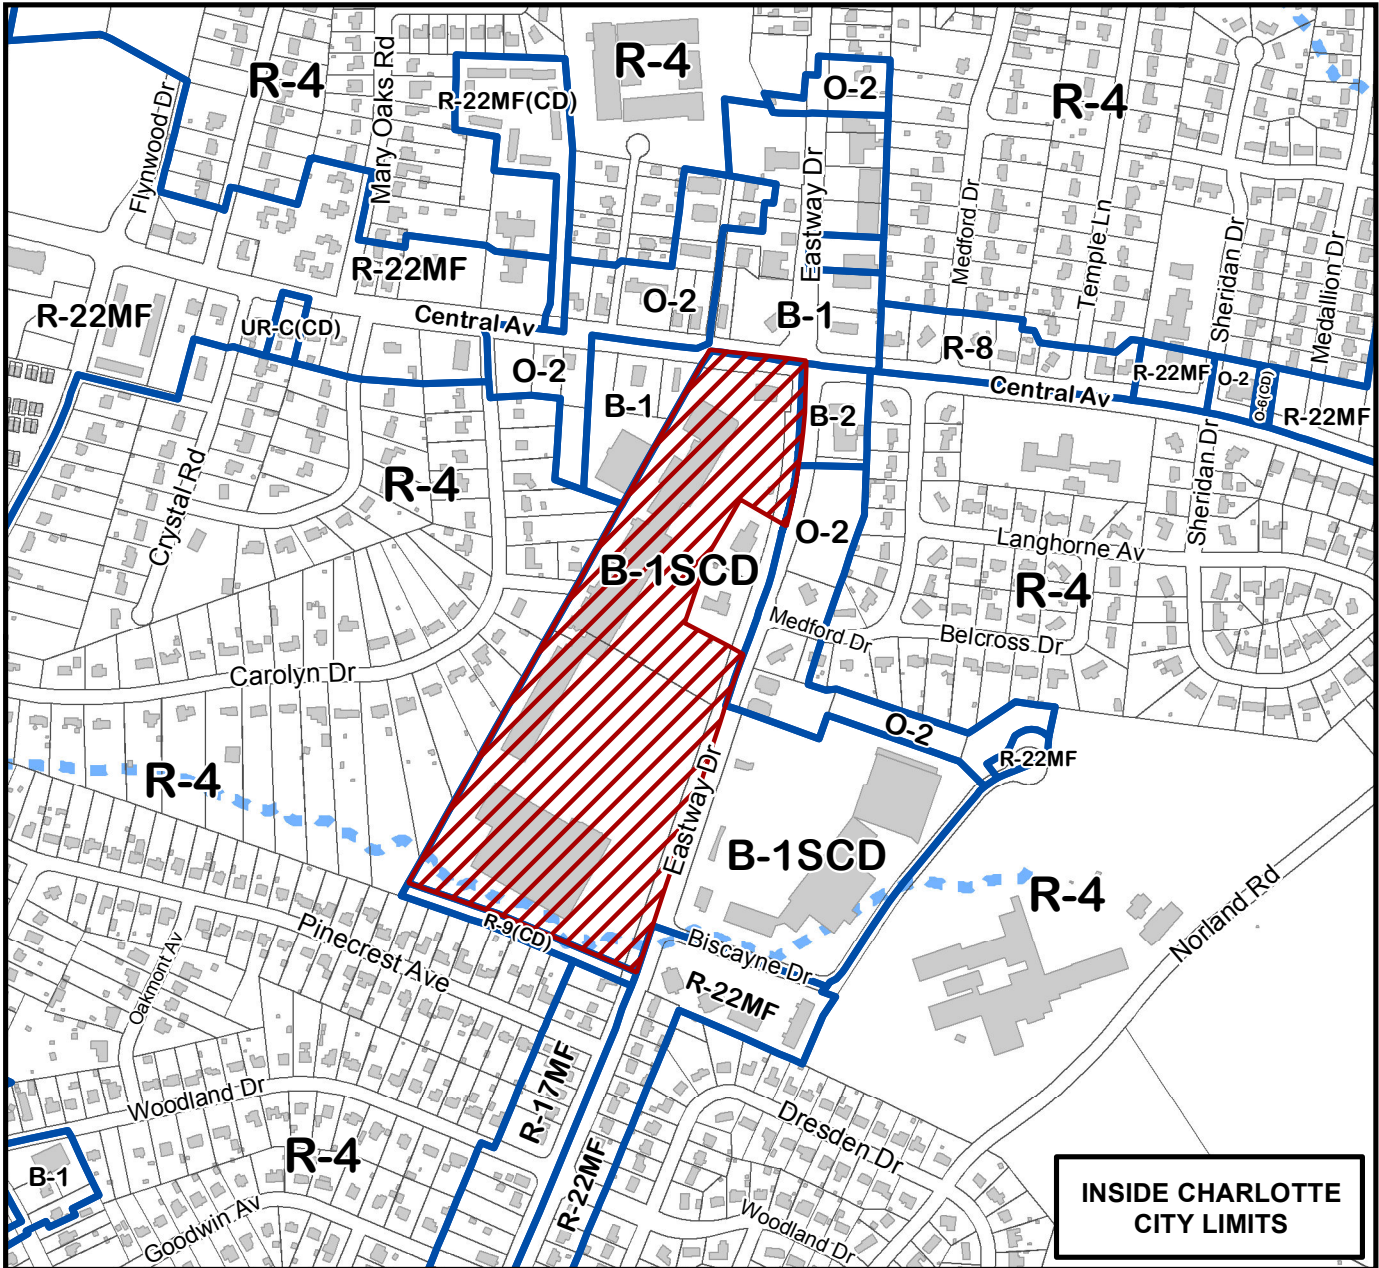 R-4
R-4
R-4
Mary Oaks Rd
R-22MF(CD)
O-2
Flynwood Dr
Eastway Dr
Medford Dr
Temple Ln
Sheridan Dr
Medallion Dr
R-22MF
R-22MF
UR-C(CD)
Central Av
O-2
B-1
R-8
O-2
R-22MF
O-2
O-6(CD)
Central Av
B-1
B-2
R-22MF
Crystal Rd
R-4
Sheridan Dr
O-2
Langhorne Av
B-1SCD
R-4
Medford Dr
Belcross Dr
Carolyn Dr
O-2
R-22MF
R-4
Eastway Dr
B-1SCD
R-4
Norland Rd
R-9(CD)
Pinecrest Ave
Biscayne Dr
Oakmont Av
R-22MF
R-17MF
Woodland Dr
Dresden Dr
R-4
B-1
R-22MF
Goodwin Av
Woodland Dr
INSIDE CHARLOTTE
CITY LIMITS